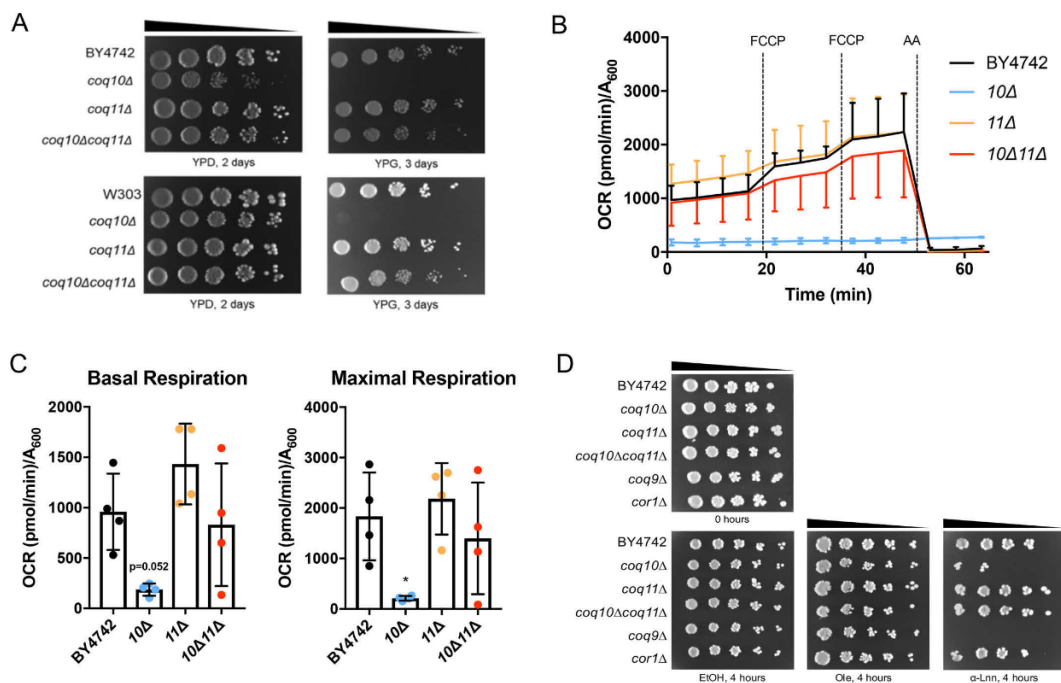 A
BY4742
coq10Δ
coq11Δ
coq10Δcoq11Δ
YPD, 2 days
YPG, 3 days
W303
coq10Δ
coq11Δ
coq10Δcoq11Δ
YPD, 2 days
YPG, 3 days
B
FCCP
FCCP
AA
OCR (pmol/min)/A600
4000
3000
2000
1000
0
0
20
40
60
Time (min)
BY4742
10Δ
11Δ
10Δ11Δ
C
Basal Respiration
OCR (pmol/min)/A600
2000
1500
1000
500
0
p=0.052
BY4742
10Δ
11Δ
10Δ11Δ
Maximal Respiration
OCR (pmol/min)/A600
4000
3000
2000
1000
0
*
BY4742
10Δ
11Δ
10Δ11Δ
D
BY4742
coq10Δ
coq11Δ
coq10Δcoq11Δ
coq9Δ
cor1Δ
0 hours
BY4742
coq10Δ
coq11Δ
coq10Δcoq11Δ
coq9Δ
cor1Δ
EtOH, 4 hours
Ole, 4 hours
α-Lnn, 4 hours